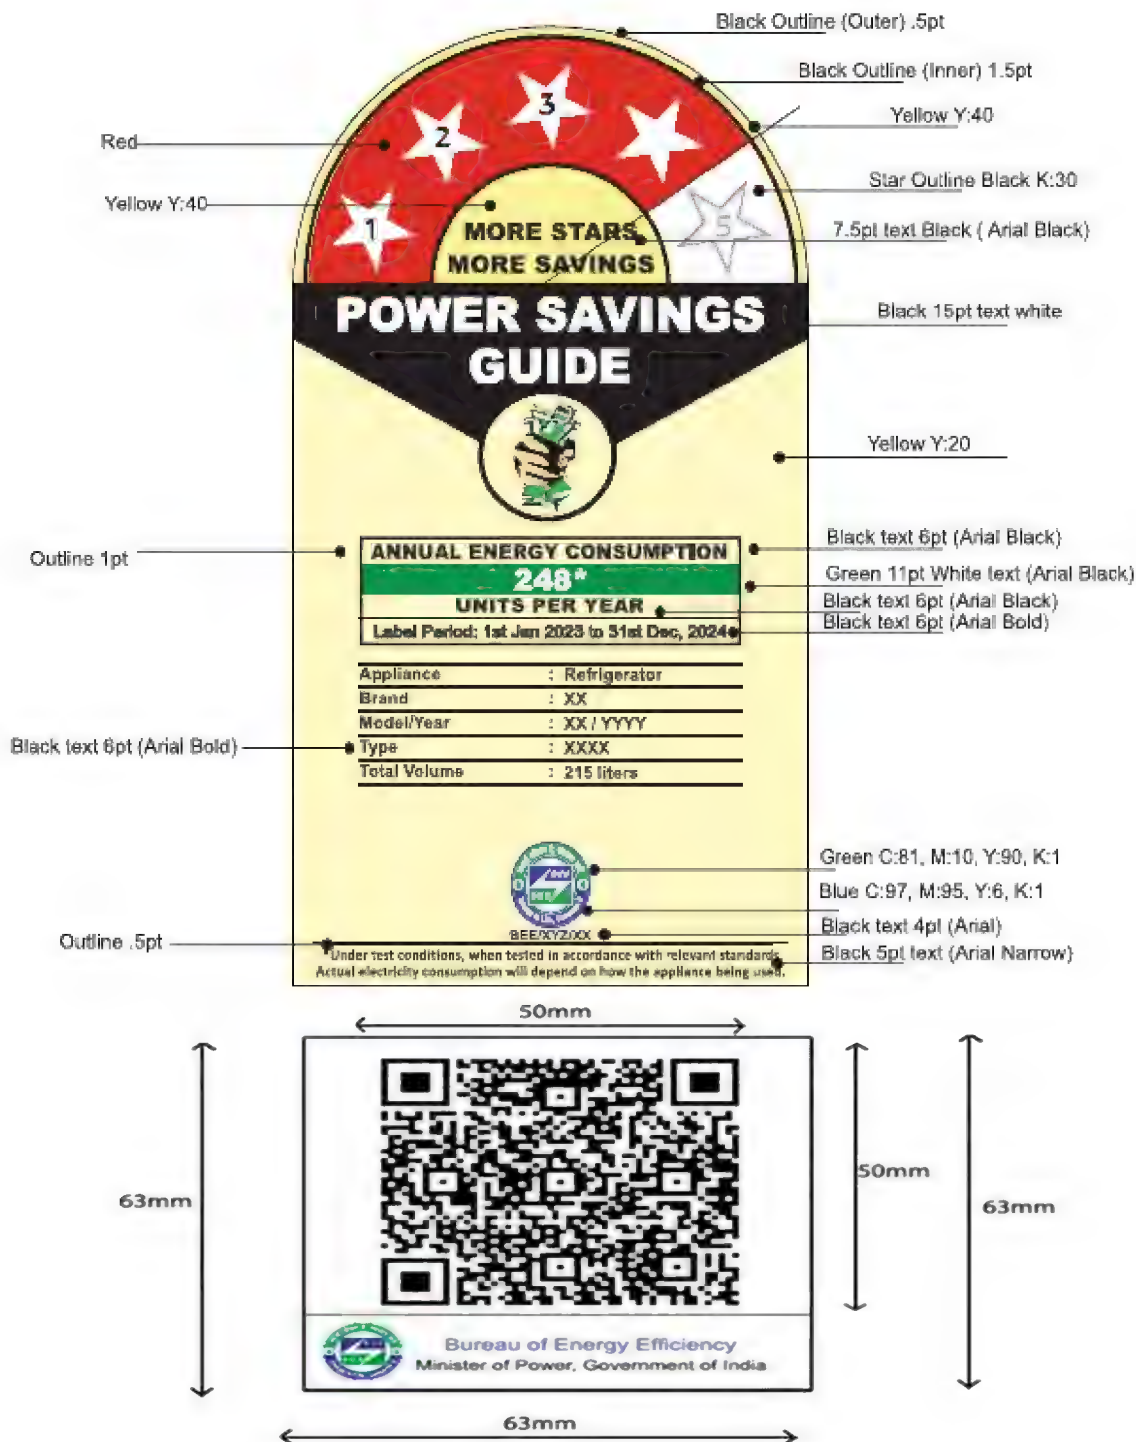 Black Outline (Outer) .5pt
Black Outline (Inner) 1.5pt
Yellow Y:40
Red
Star Outline Black K:30
Yellow Y:40
7.5pt text Black ( Arial Black)
1
2
3
5
MORE STARS
MORE SAVINGS
POWER SAVINGS
GUIDE
Black 15pt text white
Yellow Y:20
Outline 1pt
ANNUAL ENERGY CONSUMPTION
Black text 6pt (Arial Black)
248*
Green 11pt White text (Arial Black)
UNITS PER YEAR
Black text 6pt (Arial Black)
Label Period: 1st Jan 2023 to 31st Dec, 2024
Black text 6pt (Arial Bold)
Appliance : Refrigerator
Brand : XX
Model/Year : XX / YYYY
Black text 6pt (Arial Bold)
Type : XXXX
Total Volume : 215 liters
Green C:81, M:10, Y:90, K:1
Blue C:97, M:95, Y:6, K:1
BEE/XYZ/XX
Black text 4pt (Arial)
Outline .5pt
*Under test conditions, when tested in accordance with relevant standards.
Actual electricity consumption will depend on how the appliance being used.
Black 5pt text (Arial Narrow)
50mm
63mm
50mm
63mm
Bureau of Energy Efficiency
Minister of Power, Government of India
63mm